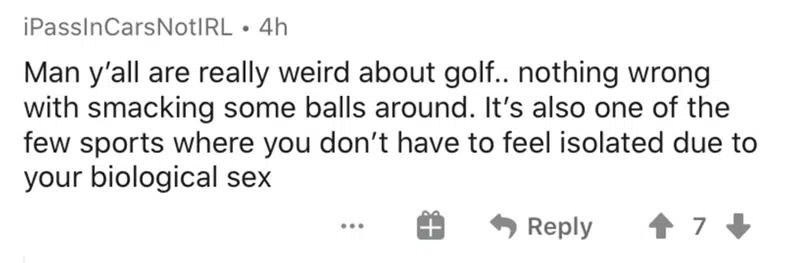 iPassInCarsNotIRL • 4h
Man y'all are really weird about golf.. nothing wrong
with smacking some balls around. It's also one of the
few sports where you don't have to feel isolated due to
your biological sex
... Reply 7